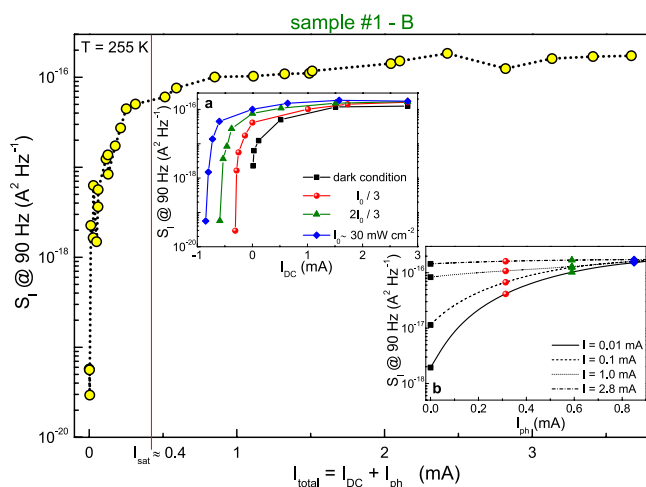 sample #1 - B
T = 255 K
S_I @ 90 Hz (A² Hz⁻¹)
10⁻¹⁶
10⁻¹⁸
10⁻²⁰
0
I_sat ≈ 0.4
1
2
3
I_total = I_DC + I_ph (mA)
a
S_I @ 90 Hz (A² Hz⁻¹)
10⁻¹⁶
10⁻¹⁸
10⁻²⁰
dark condition
I₀ / 3
2I₀ / 3
I₀ ~ 30 mW cm⁻²
-1 0 1 2 3
I_DC (mA)
b
S_I @ 90 Hz (A² Hz⁻¹)
10⁻¹⁶
10⁻¹⁷
10⁻¹⁸
I = 0.01 mA
I = 0.1 mA
I = 1.0 mA
I = 2.8 mA
0.0 0.2 0.4 0.6 0.8
I_ph (mA)